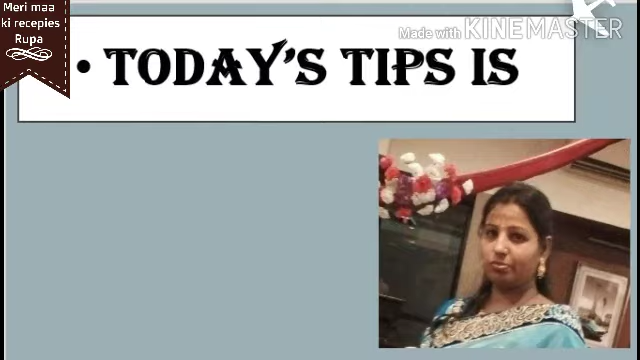 Meri maa
ki recepies
Rupa
Made with KINEMASTER
• TODAY'S TIPS IS